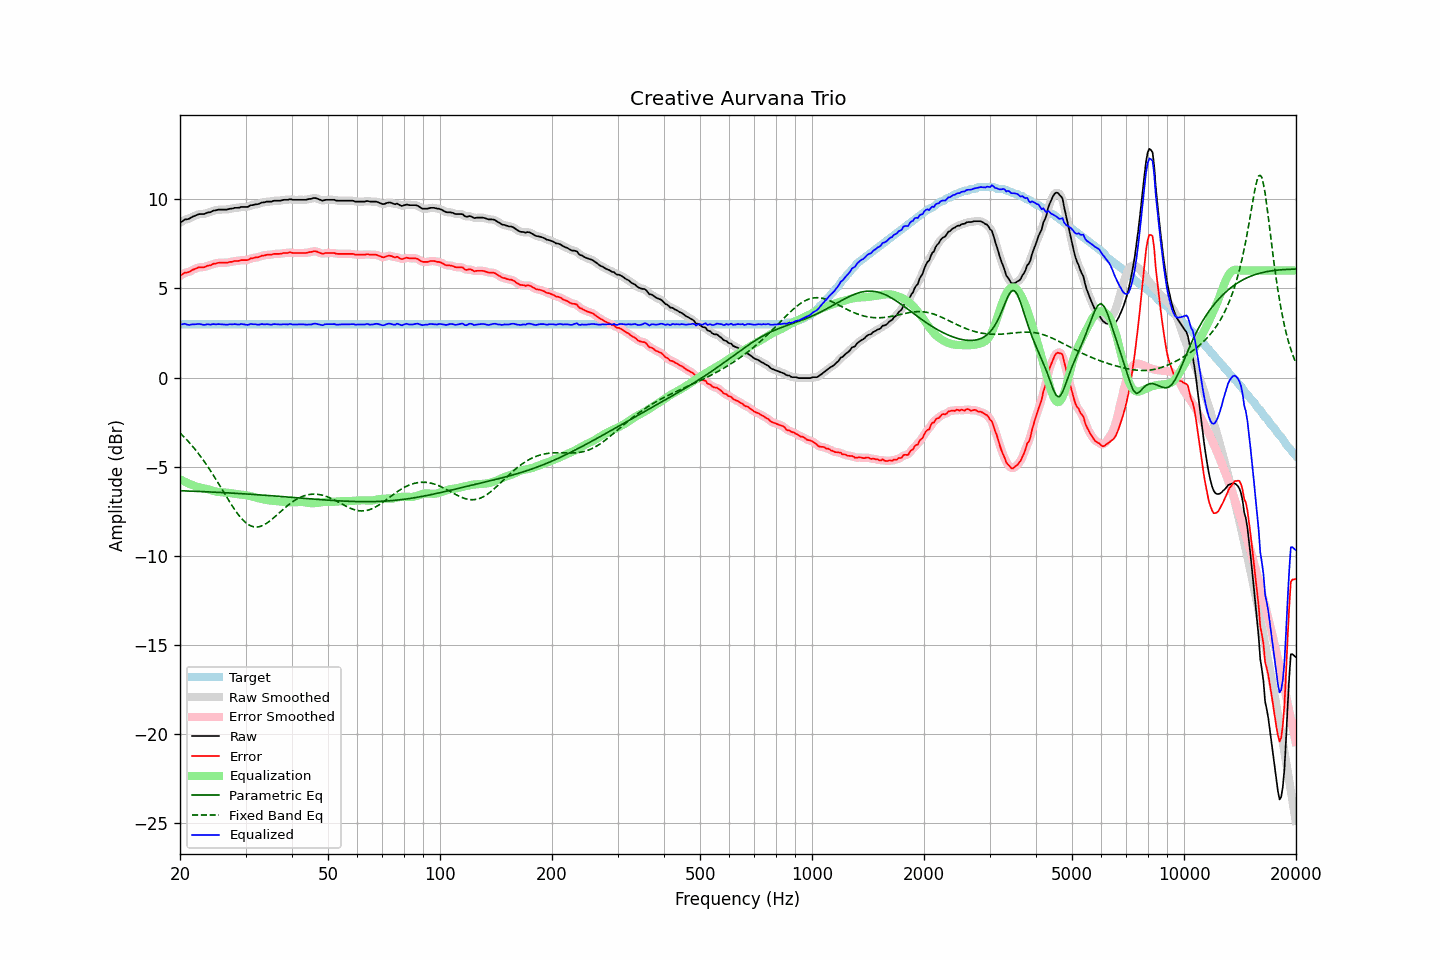 Creative Aurvana Trio
Amplitude (dBr)
10
5
0
−5
−10
−15
−20
−25
Target
Raw Smoothed
Error Smoothed
Raw
Error
Equalization
Parametric Eq
Fixed Band Eq
Equalized
20 50 100 200 500 1000 2000 5000 10000 20000
Frequency (Hz)